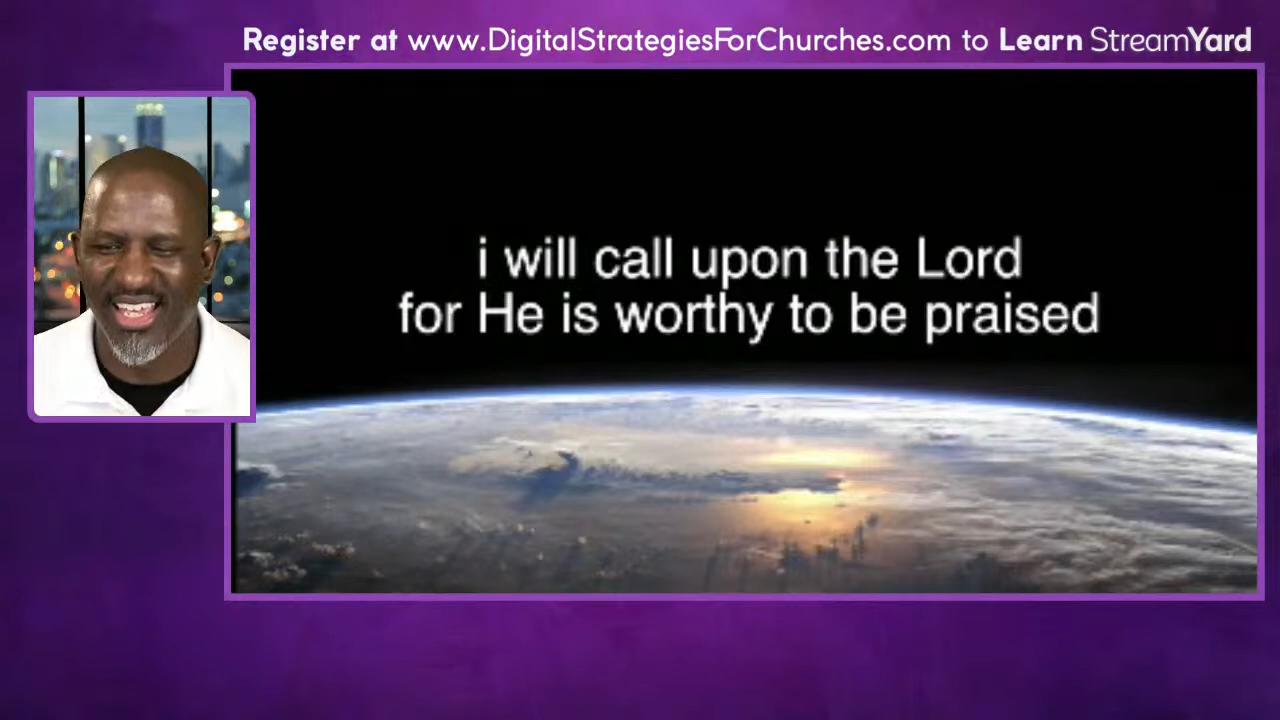 Register at www.DigitalStrategiesForChurches.com to Learn StreamYard
i will call upon the Lord
for He is worthy to be praised